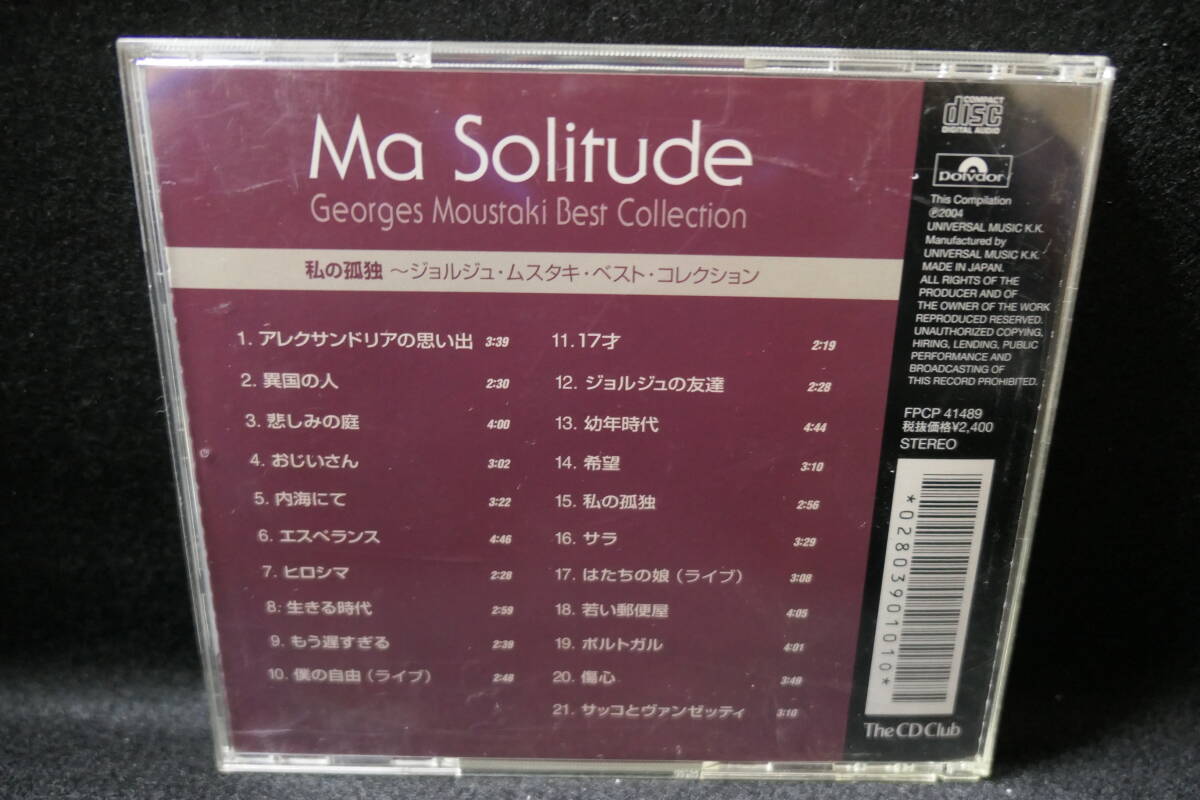 Ma Solitude
Georges Moustaki Best Collection
私の孤独 ～ジョルジュ・ムスタキ・ベスト・コレクション
1. アレクサンドリアの思い出 3:39
2. 異国の人 2:30
3. 悲しみの庭 4:00
4. おじいさん 3:02
5. 内海にて 3:22
6. エスペランス 4:46
7. ヒロシマ 2:28
8. 生きる時代 2:59
9. もう遅すぎる 2:39
10. 僕の自由（ライブ） 2:48
11. 17才 2:19
12. ジョルジュの友達 2:28
13. 幼年時代 4:44
14. 希望 3:10
15. 私の孤独 2:56
16. サラ 3:29
17. はたちの娘（ライブ） 3:08
18. 若い郵便屋 4:05
19. ポルトガル 4:01
20. 傷心 3:49
21. サッコとヴァンゼッティ 3:10
COMPACT
disc
DIGITAL AUDIO
Polydor
This Compilation
℗2004
UNIVERSAL MUSIC K.K.
Manufactured by
UNIVERSAL MUSIC K.K.
MADE IN JAPAN.
ALL RIGHTS OF THE
PRODUCER AND OF
THE OWNER OF THE WORK
REPRODUCED RESERVED.
UNAUTHORIZED COPYING,
HIRING, LENDING, PUBLIC
PERFORMANCE AND
BROADCASTING OF
THIS RECORD PROHIBITED.
FPCP 41489
税抜価格¥2,400
STEREO
*02803901010*
The CD Club